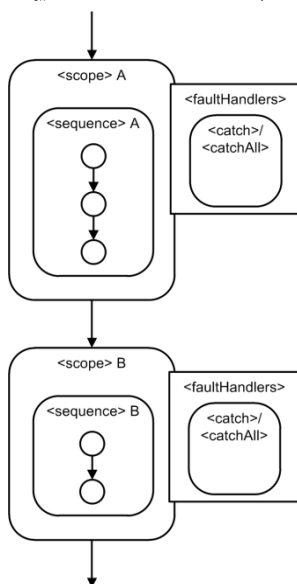 <scope> A
<faultHandlers>
<sequence> A
<catch>/
<catchAll>
<scope> B
<faultHandlers>
<sequence> B
<catch>/
<catchAll>